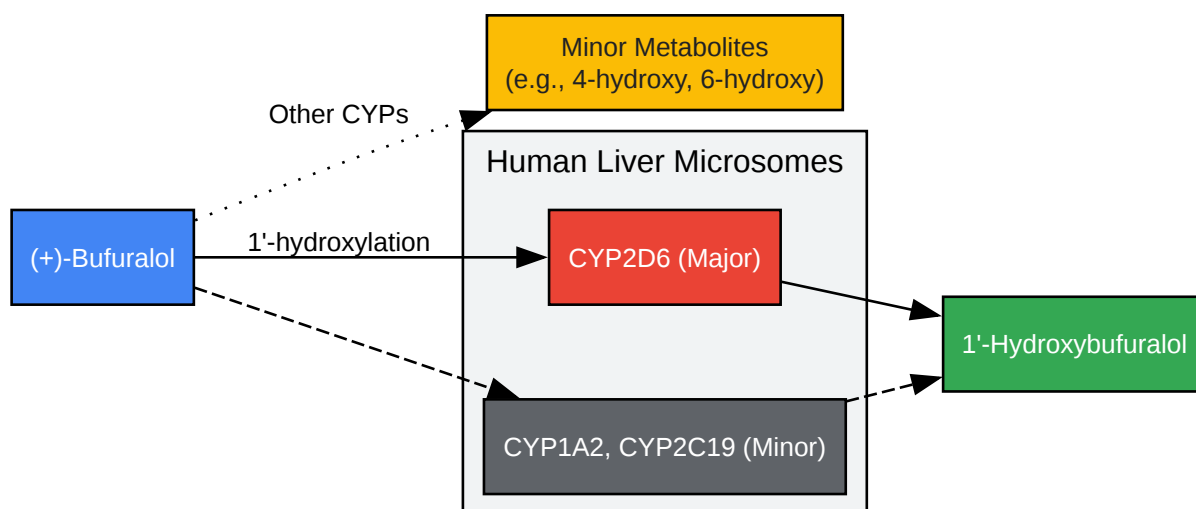 Minor Metabolites
(e.g., 4-hydroxy, 6-hydroxy)
Other CYPs
Human Liver Microsomes
(+)-Bufuralol
1'-hydroxylation
CYP2D6 (Major)
1'-Hydroxybufuralol
CYP1A2, CYP2C19 (Minor)